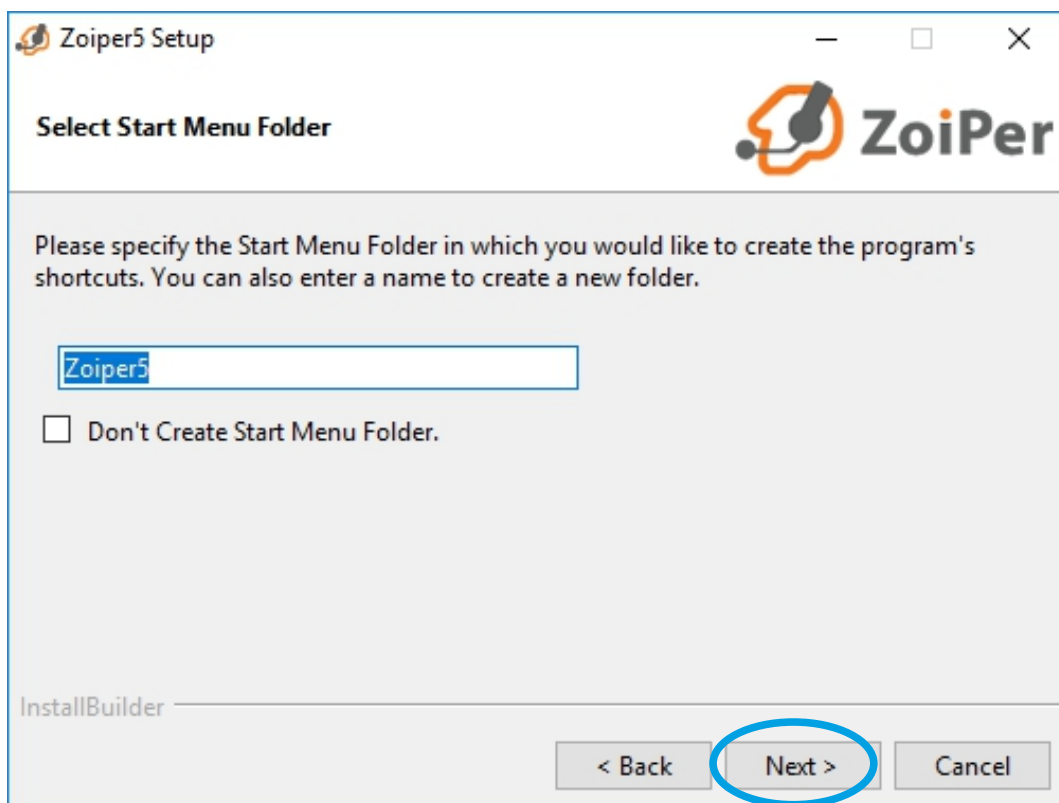 Zoiper5 Setup
Select Start Menu Folder
ZoiPer
Please specify the Start Menu Folder in which you would like to create the program's
shortcuts. You can also enter a name to create a new folder.
Zoiper5
Don't Create Start Menu Folder.
InstallBuilder
< Back
Next >
Cancel